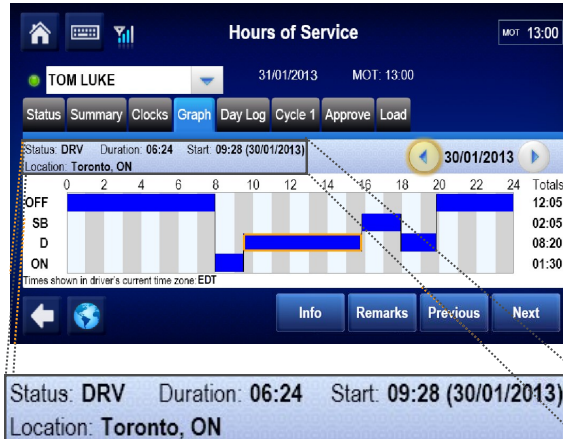 Hours of Service
MOT 13:00
TOM LUKE
31/01/2013 MOT: 13:00
Status Summary Clocks Graph Day Log Cycle 1 Approve Load
Status: DRV Duration: 06:24 Start: 09:28 (30/01/2013)
Location: Toronto, ON
30/01/2013
0 2 4 6 8 10 12 14 16 18 20 22 24 Totals
OFF 12:05
SB 02:05
D 08:20
ON 01:30
Times shown in driver's current time zone: EDT
Info Remarks Previous Next
Status: DRV Duration: 06:24 Start: 09:28 (30/01/2013)
Location: Toronto, ON